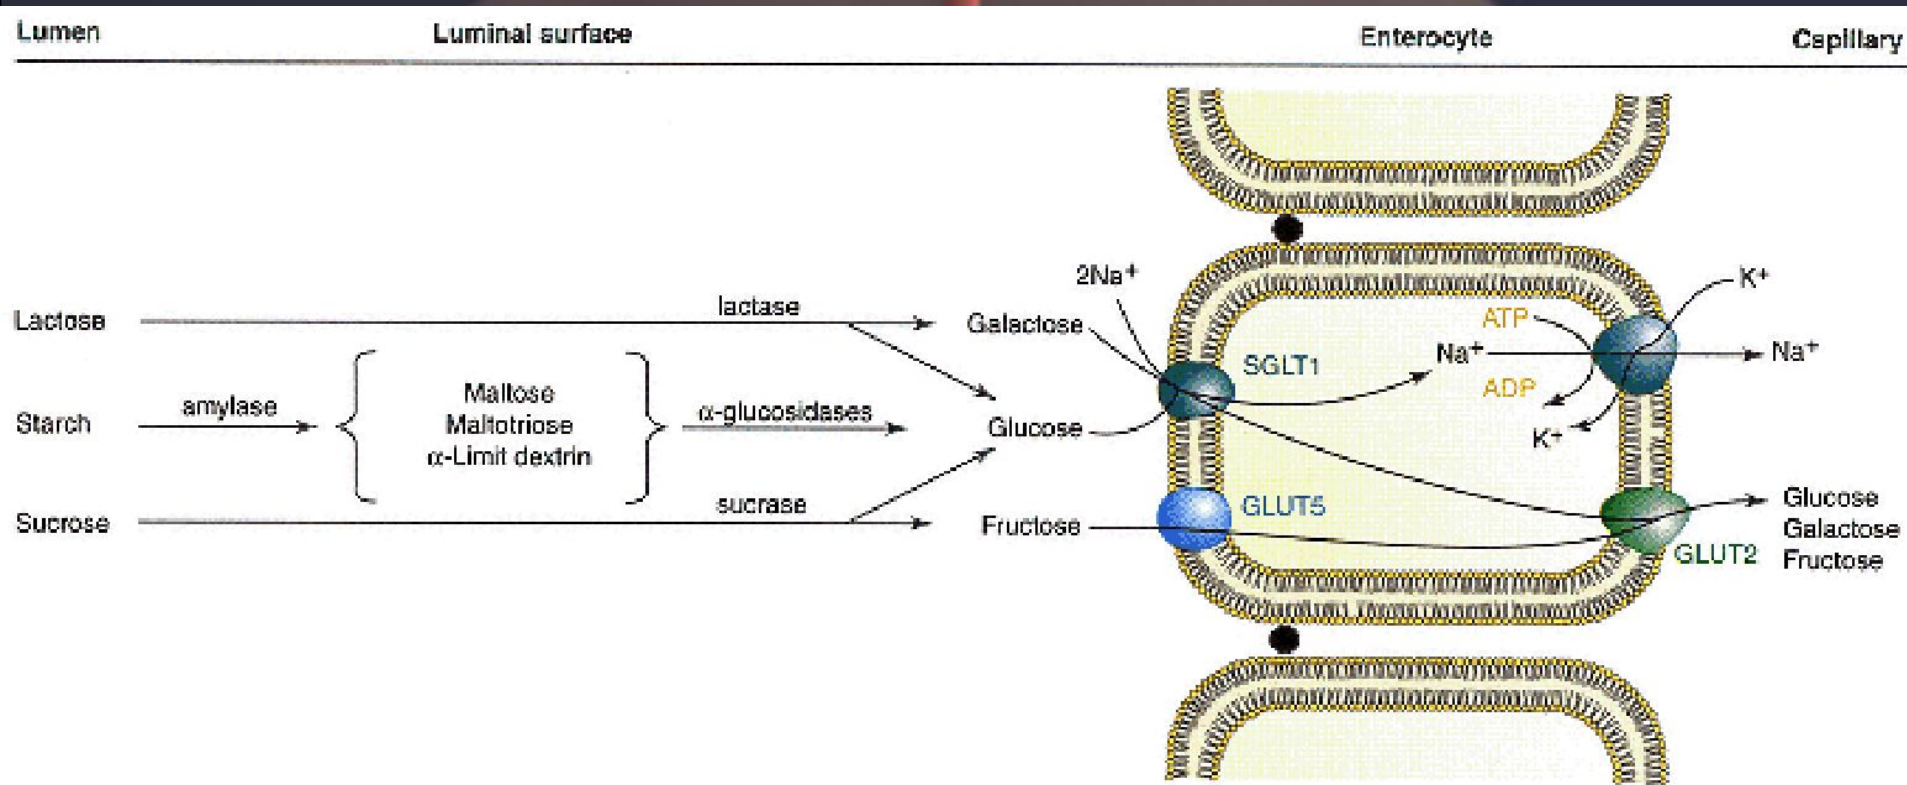 Lumen
Luminal surface
Enterocyte
Capillary
2Na⁺
K⁺
Lactose
lactase
Galactose
SGLT1
ATP
Na⁺
Na⁺
ADP
K⁺
Starch
amylase
Maltose
Maltotriose
α-Limit dextrin
α-glucosidases
Glucose
Sucrose
sucrase
Fructose
GLUT5
GLUT2
Glucose
Galactose
Fructose